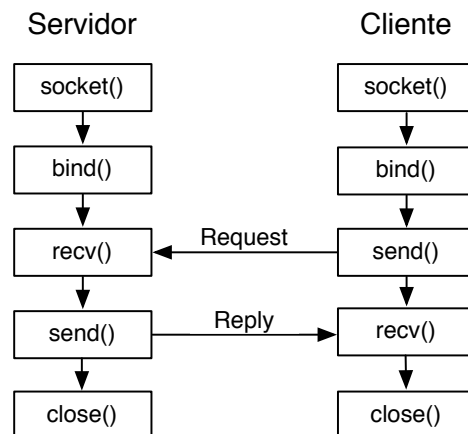 Servidor Cliente
socket() socket()
bind() bind()
recv() Request send()
send() Reply recv()
close() close()